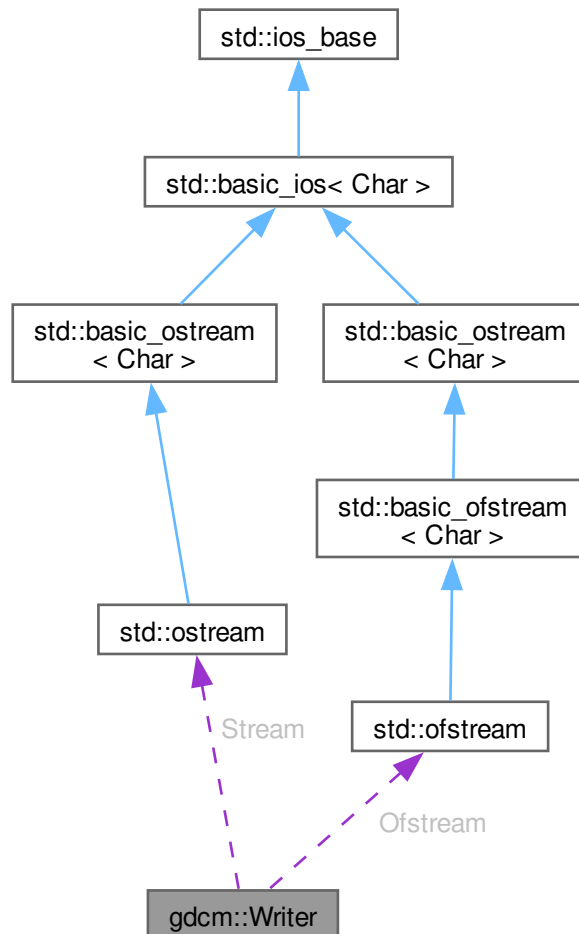 std::ios_base
std::basic_ios< Char >
std::basic_ostream
< Char >
std::basic_ostream
< Char >
std::basic_ofstream
< Char >
std::ostream
std::ofstream
Stream
Ofstream
gdcm::Writer